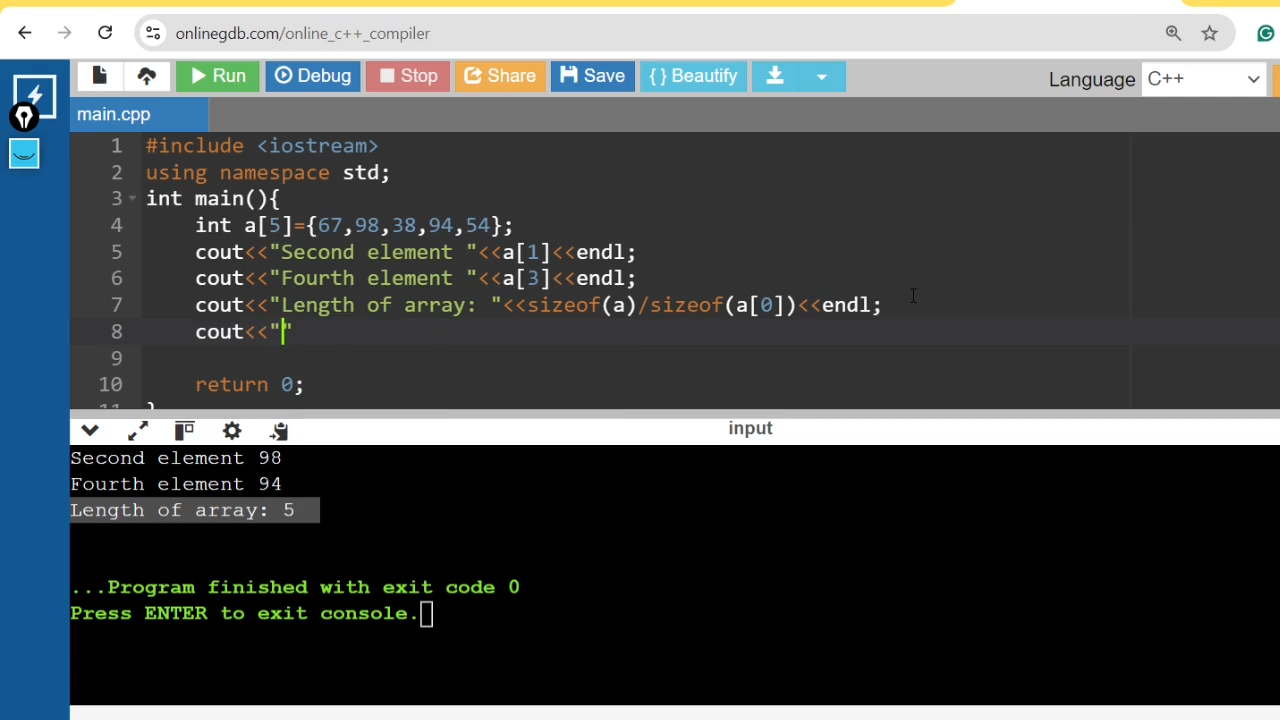 onlinegdb.com/online_c++_compiler
Run Debug Stop Share Save {} Beautify Language C++
main.cpp
1 #include <iostream>
2 using namespace std;
3 int main(){
4 int a[5]={67,98,38,94,54};
5 cout<<"Second element "<<a[1]<<endl;
6 cout<<"Fourth element "<<a[3]<<endl;
7 cout<<"Length of array: "<<sizeof(a)/sizeof(a[0])<<endl;
8 cout<<""
9
10 return 0;
input
Second element 98
Fourth element 94
Length of array: 5
...Program finished with exit code 0
Press ENTER to exit console.